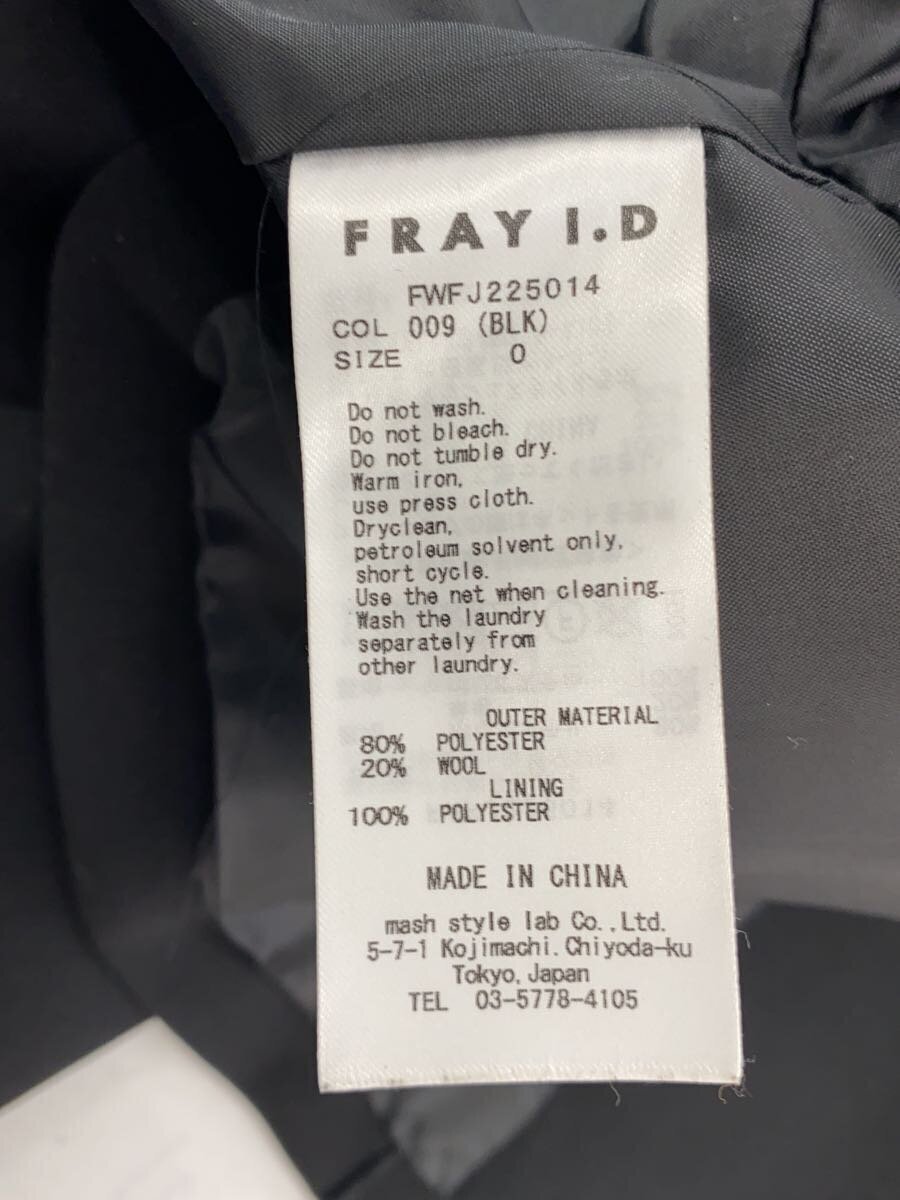 FRAY I.D
FWFJ225014
COL 009 (BLK)
SIZE 0
Do not wash.
Do not bleach.
Do not tumble dry.
Warm iron,
use press cloth.
Dryclean,
petroleum solvent only,
short cycle.
Use the net when cleaning.
Wash the laundry
separately from
other laundry.
OUTER MATERIAL
80% POLYESTER
20% WOOL
LINING
100% POLYESTER
MADE IN CHINA
mash style lab Co.,Ltd.
5-7-1 Kojimachi.Chiyoda-ku
Tokyo,Japan
TEL 03-5778-4105